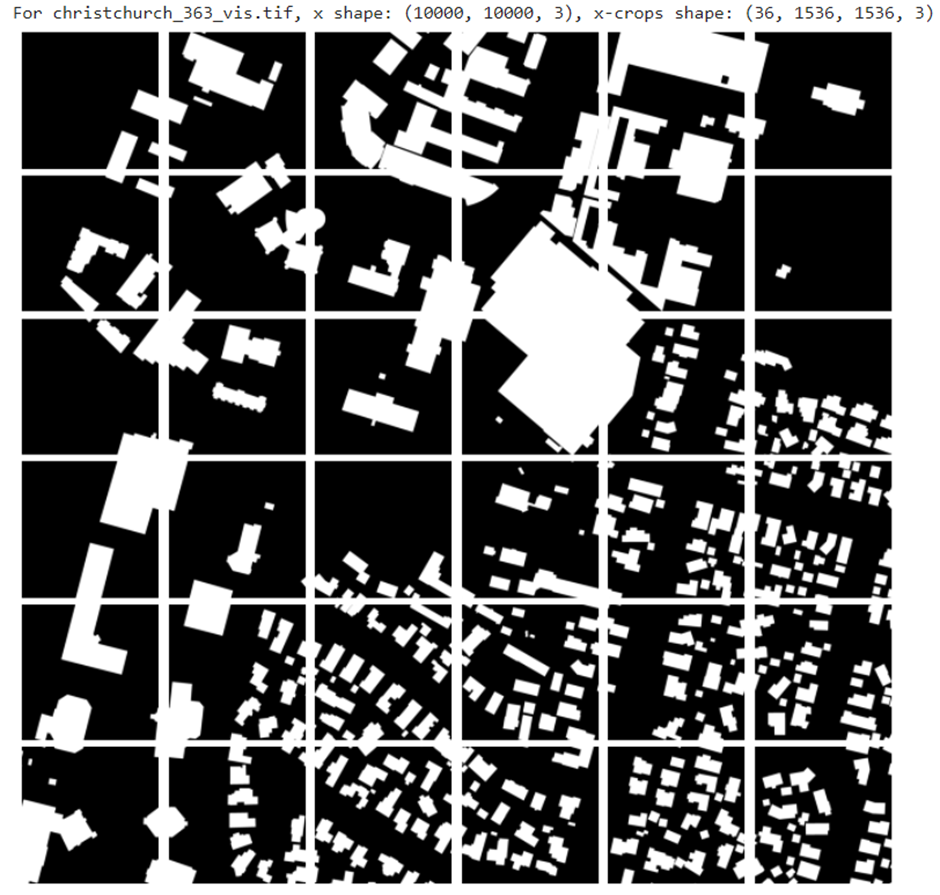 For christchurch_363_vis.tif, x shape: (10000, 10000, 3), x-crops shape: (36, 1536, 1536, 3)